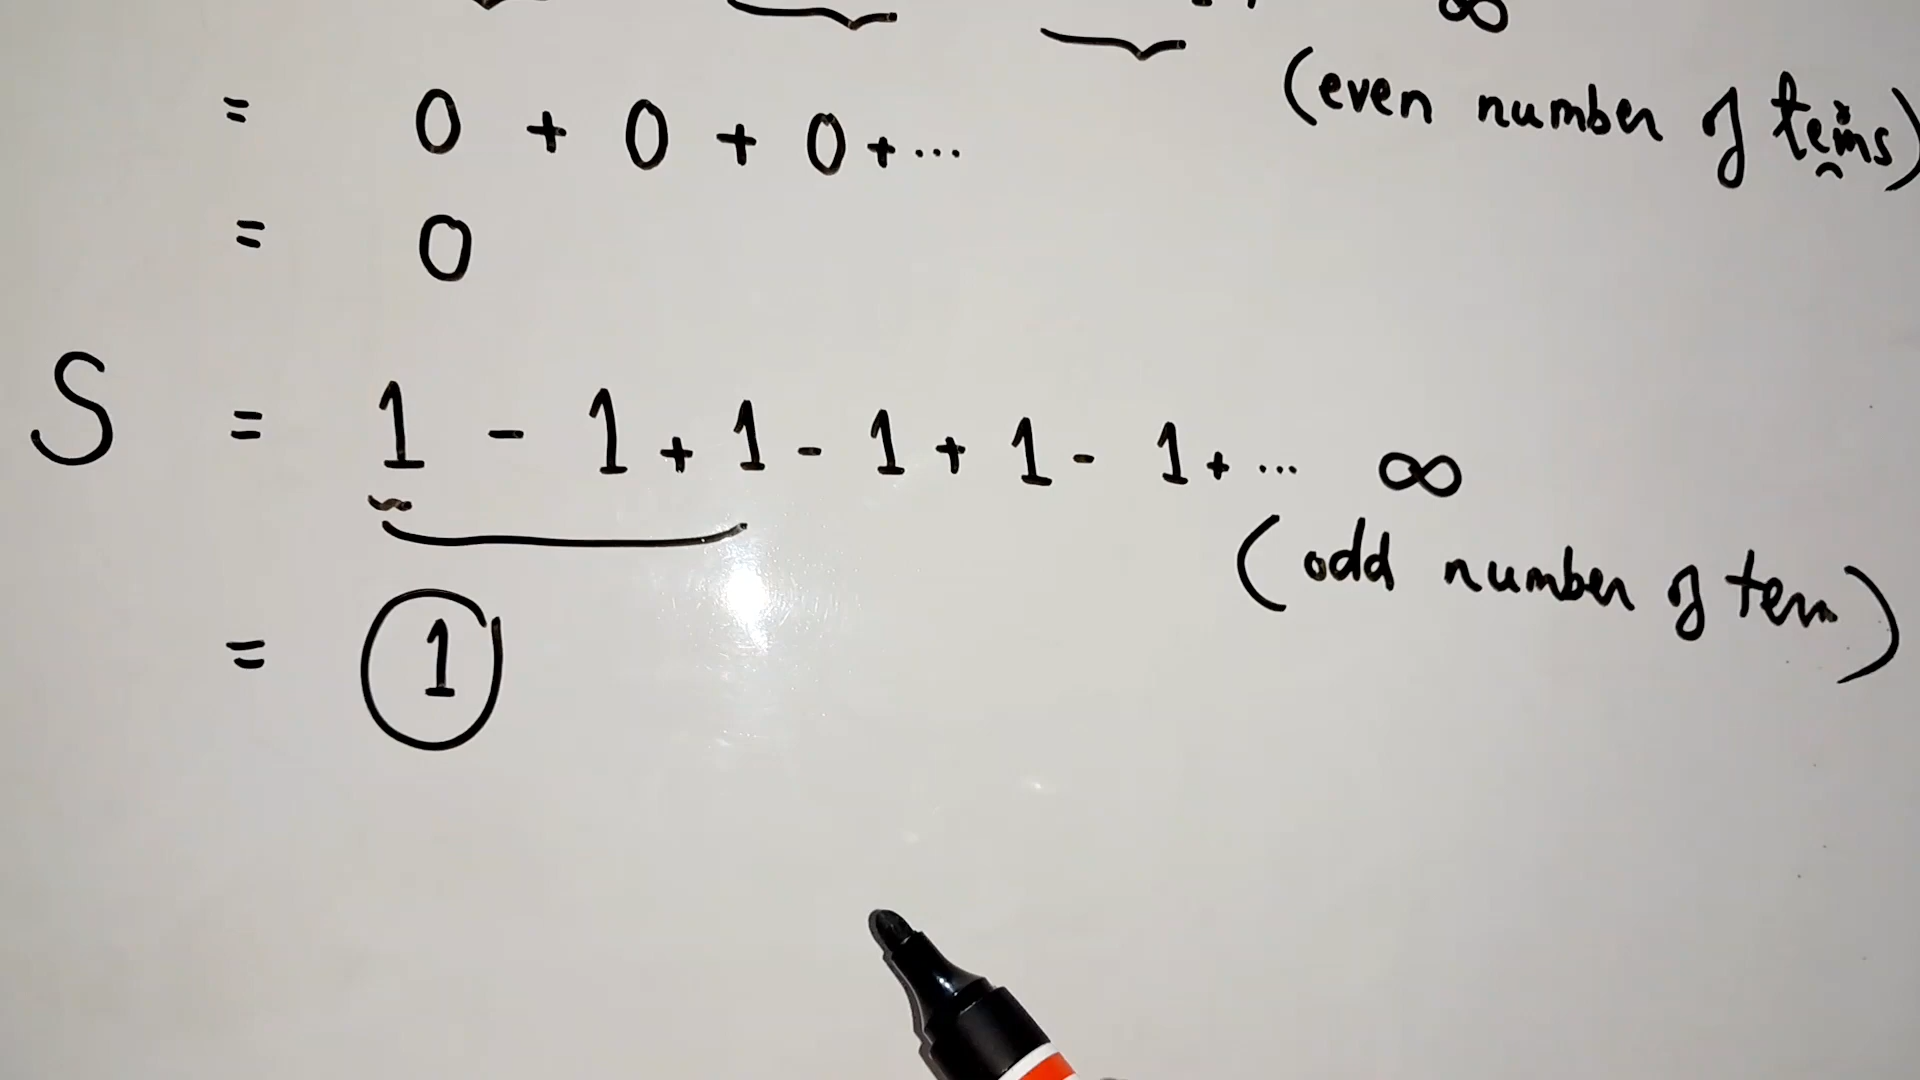 ∞
(even number of terms)
= 0 + 0 + 0 + ...
= 0
S = 1 - 1 + 1 - 1 + 1 - 1 + ... ∞
(odd number of term)
= 1